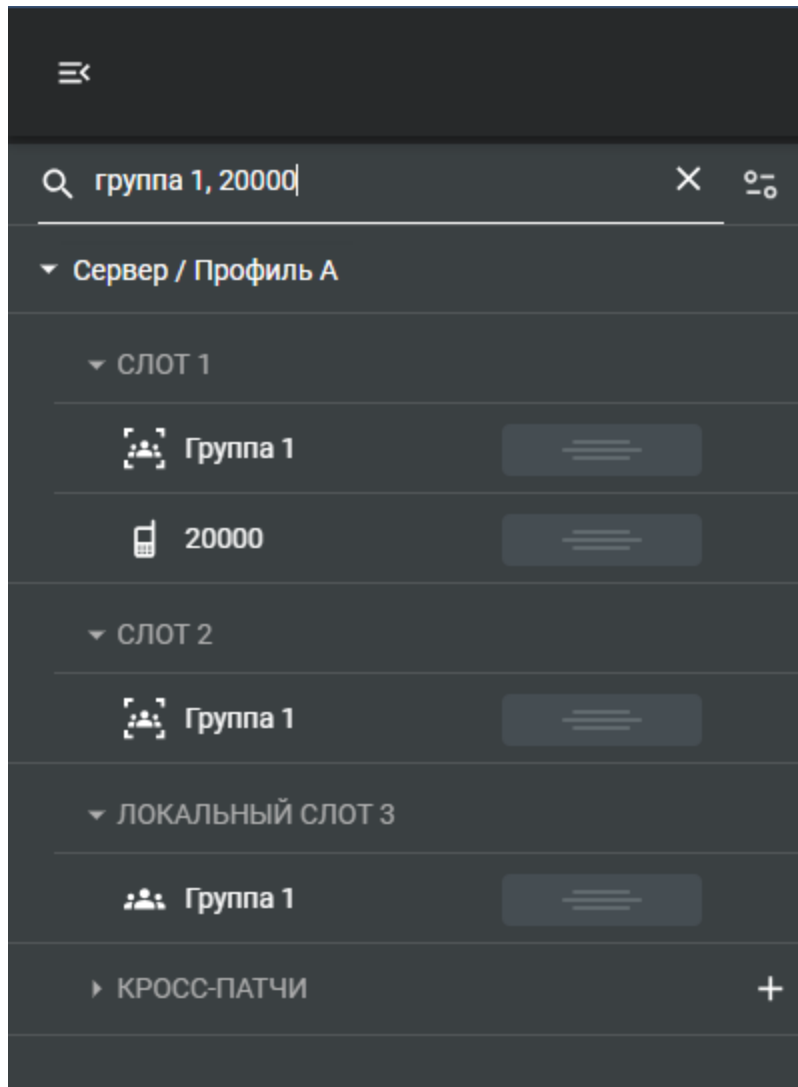 группа 1, 20000
Сервер / Профиль А
СЛОТ 1
Группа 1
20000
СЛОТ 2
Группа 1
ЛОКАЛЬНЫЙ СЛОТ 3
Группа 1
КРОСС-ПАТЧИ